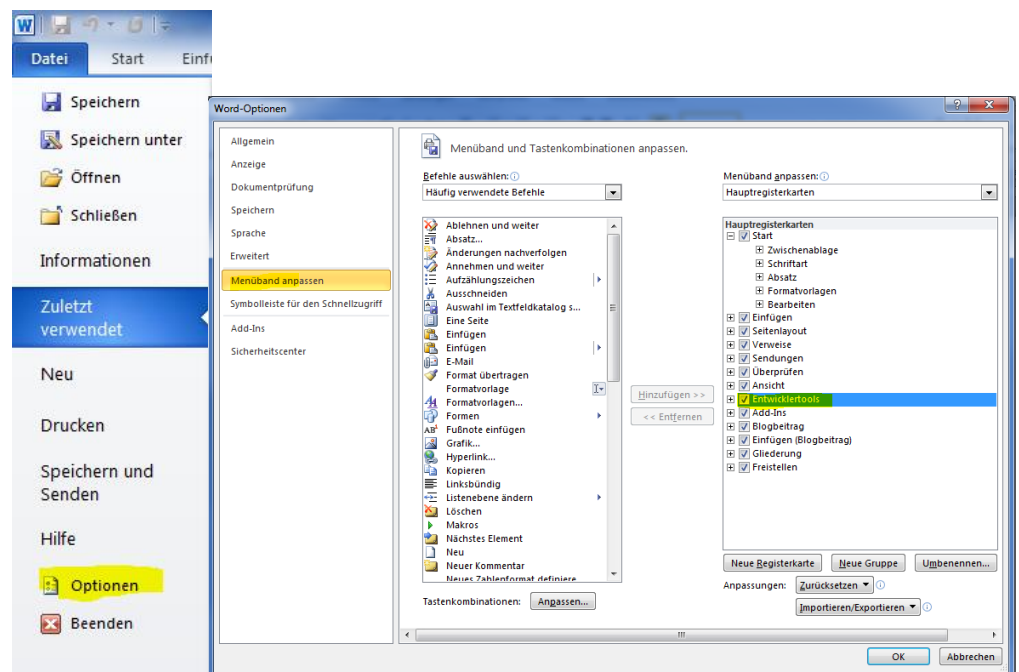 Datei Start Einf
Speichern
Speichern unter
Öffnen
Schließen
Informationen
Zuletzt
verwendet
Neu
Drucken
Speichern und
Senden
Hilfe
Optionen
Beenden
Word-Optionen
Allgemein
Anzeige
Dokumentprüfung
Speichern
Sprache
Erweitert
Menüband anpassen
Symbolleiste für den Schnellzugriff
Add-Ins
Sicherheitscenter
Menüband und Tastenkombinationen anpassen.
Befehle auswählen:
Häufig verwendete Befehle
Ablehnen und weiter
Absatz...
Änderungen nachverfolgen
Annehmen und weiter
Aufzählungszeichen
Ausschneiden
Auswahl im Textfeldkatalog s...
Eine Seite
Einfügen
Einfügen
E-Mail
Format übertragen
Formatvorlage
Formatvorlagen...
Formen
Fußnote einfügen
Grafik...
Hyperlink...
Kopieren
Linksbündig
Listenebene ändern
Löschen
Makros
Nächstes Element
Neu
Neuer Kommentar
Neues Zahlenformat definiere
Tastenkombinationen: Anpassen...
Hinzufügen >>
<< Entfernen
Menüband anpassen:
Hauptregisterkarten
Hauptregisterkarten
Start
Zwischenablage
Schriftart
Absatz
Formatvorlagen
Bearbeiten
Einfügen
Seitenlayout
Verweise
Sendungen
Überprüfen
Ansicht
Entwicklertools
Add-Ins
Blogbeitrag
Einfügen (Blogbeitrag)
Gliederung
Freistellen
Neue Registerkarte Neue Gruppe Umbenennen...
Anpassungen: Zurücksetzen
Importieren/Exportieren
OK Abbrechen